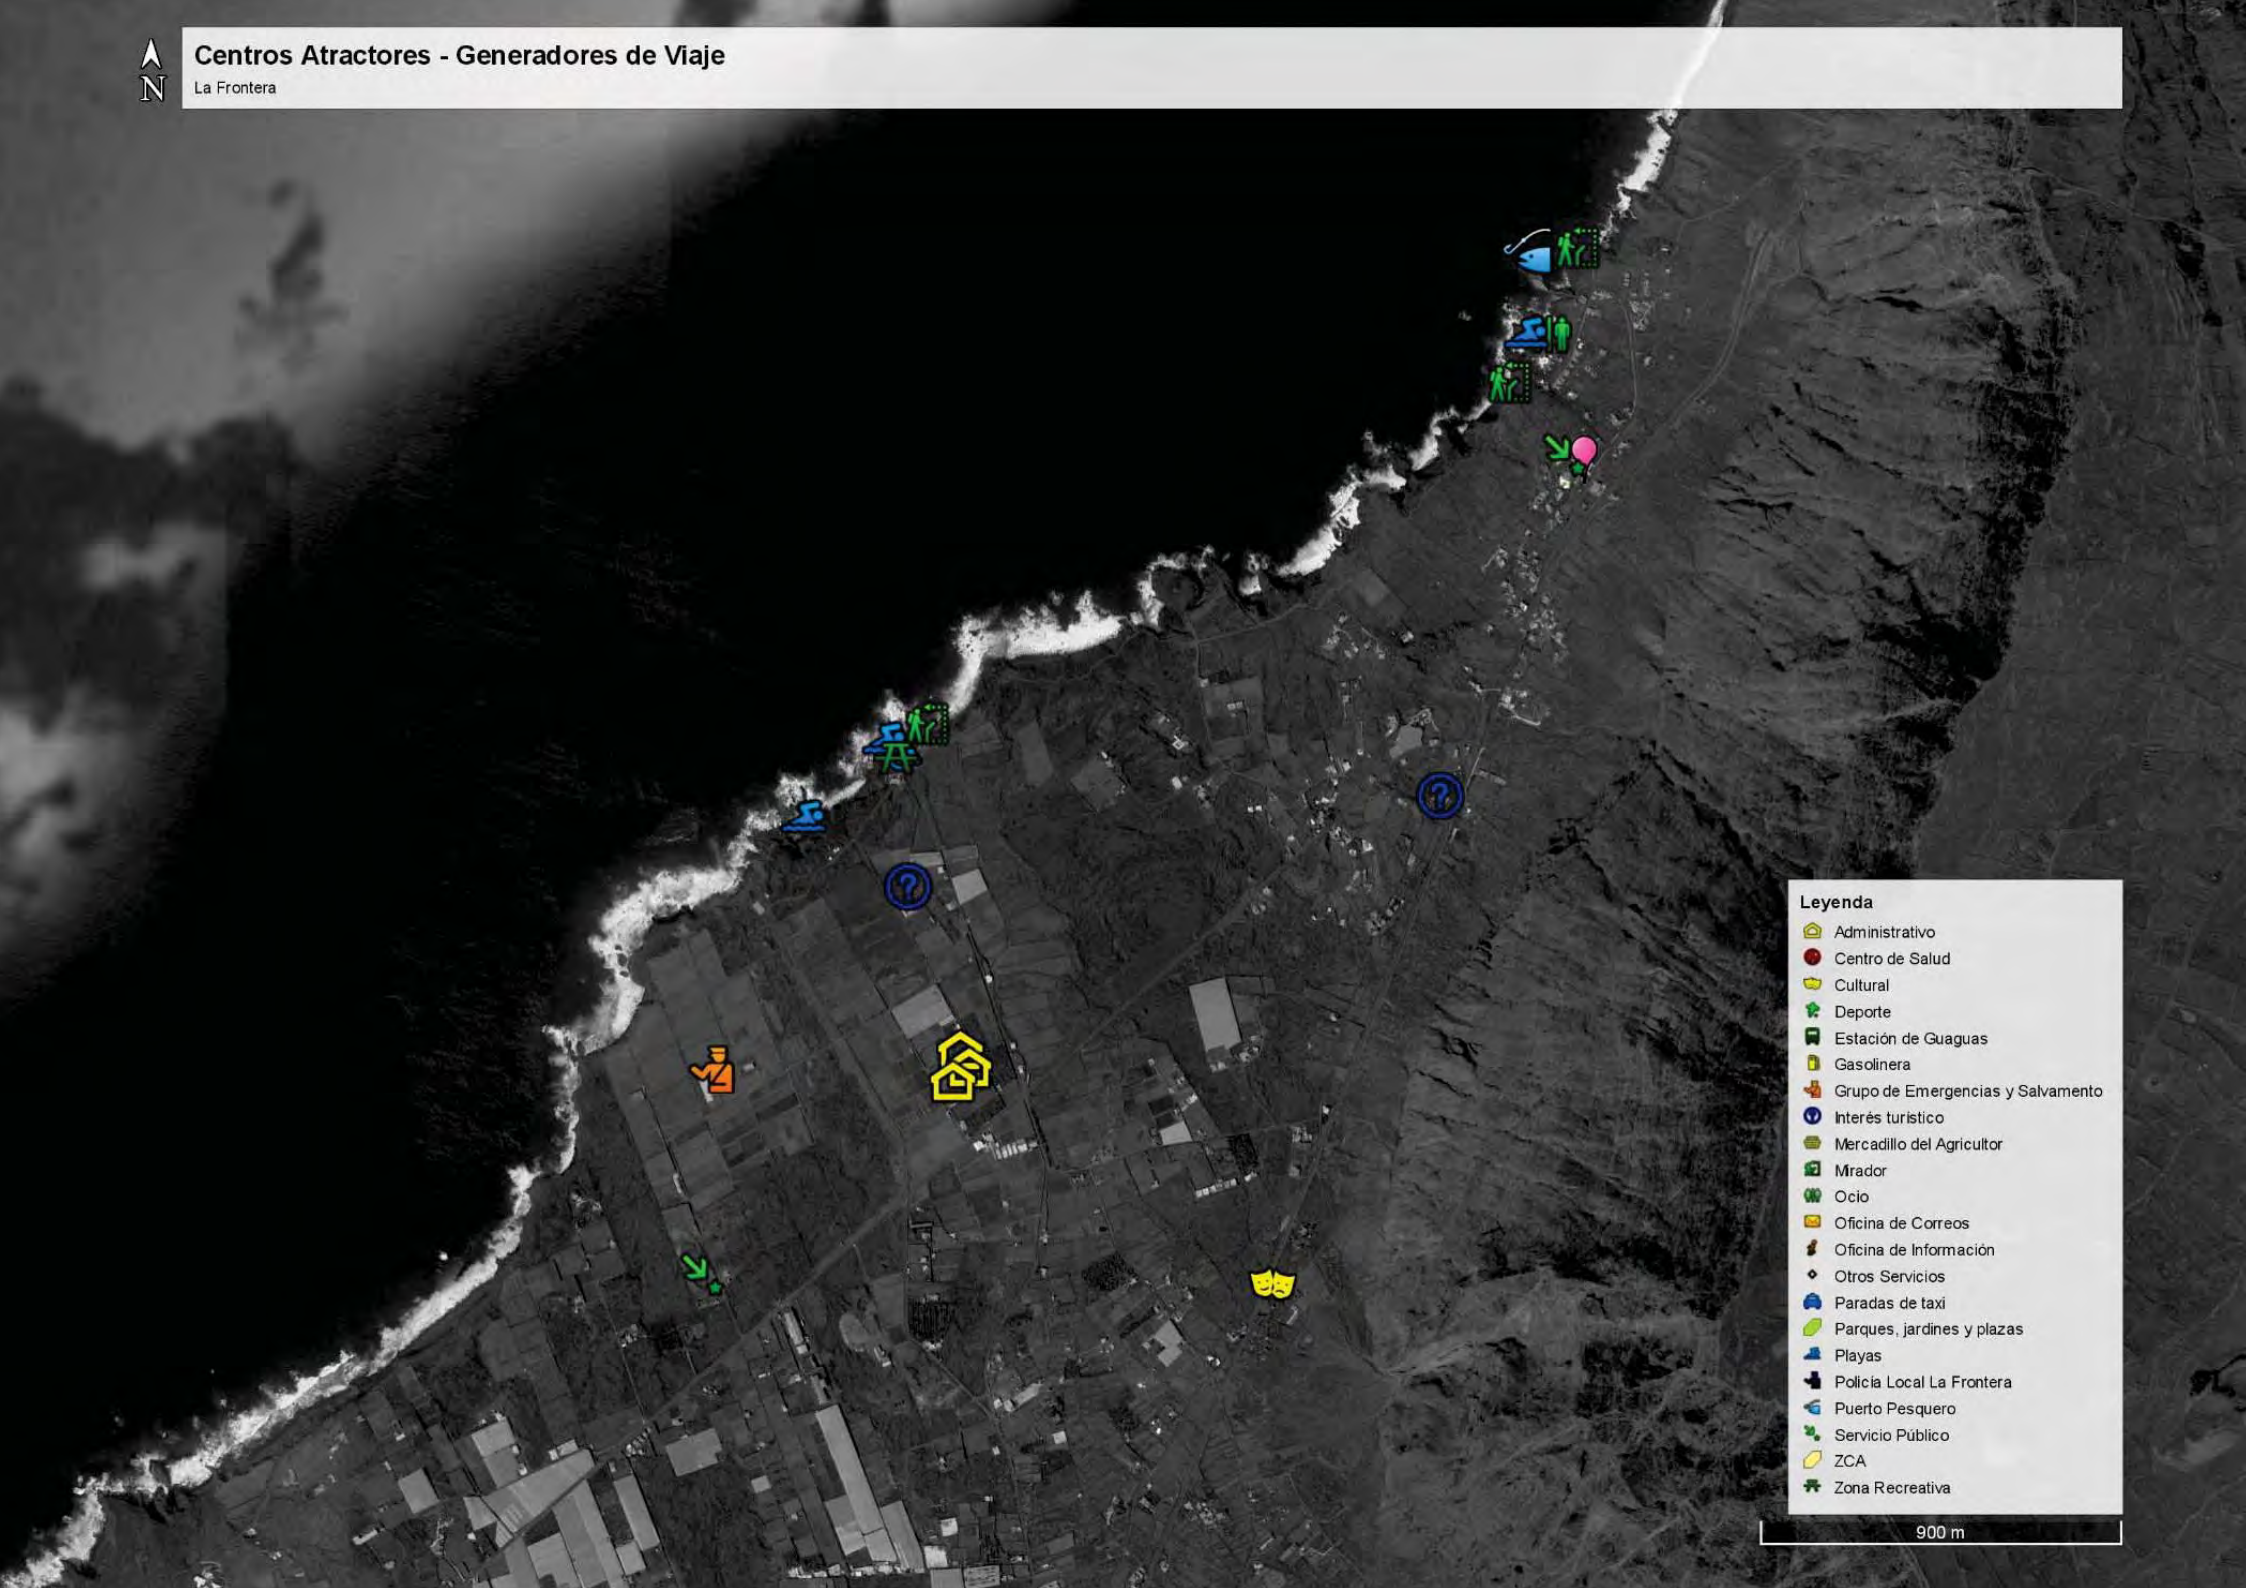 N
Centros Atractores - Generadores de Viaje
La Frontera
Leyenda
Administrativo
Centro de Salud
Cultural
Deporte
Estación de Guaguas
Gasolinera
Grupo de Emergencias y Salvamento
Interés turístico
Mercadillo del Agricultor
Mirador
Ocio
Oficina de Correos
Oficina de Información
Otros Servicios
Paradas de taxi
Parques, jardines y plazas
Playas
Policía Local La Frontera
Puerto Pesquero
Servicio Público
ZCA
Zona Recreativa
900 m